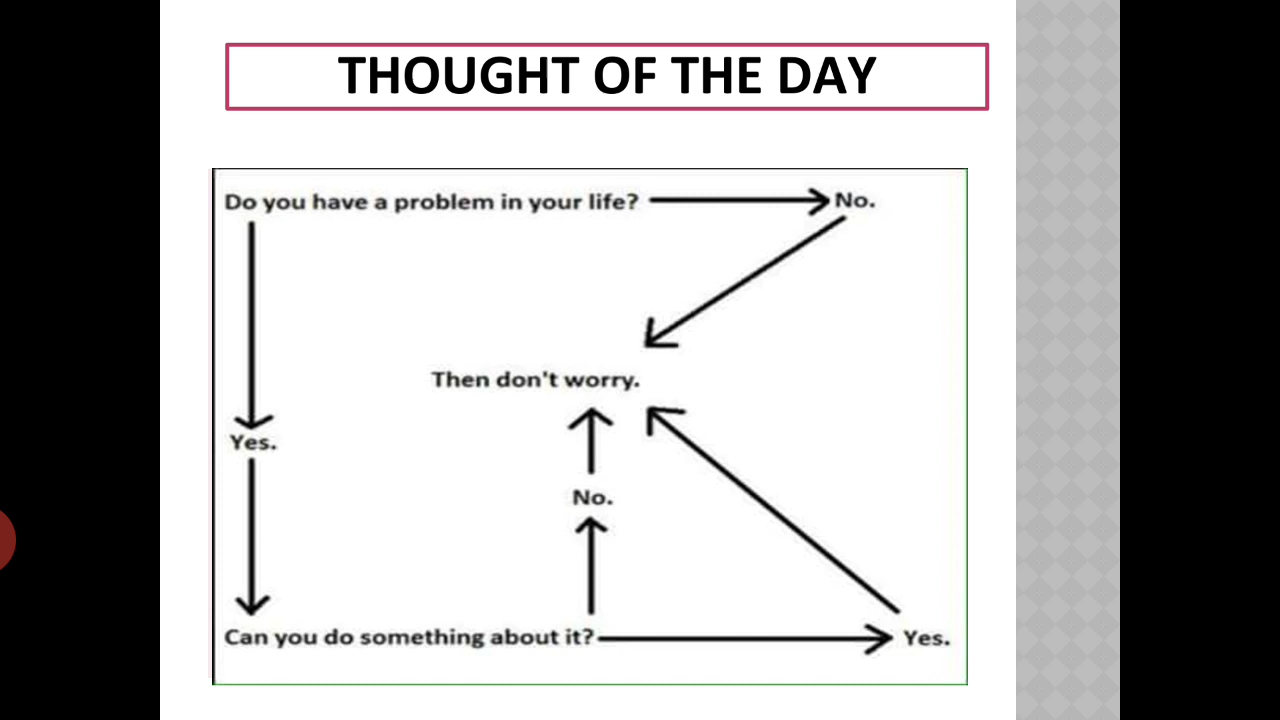 THOUGHT OF THE DAY
Do you have a problem in your life?
No.
Then don't worry.
Yes.
No.
Can you do something about it?
Yes.